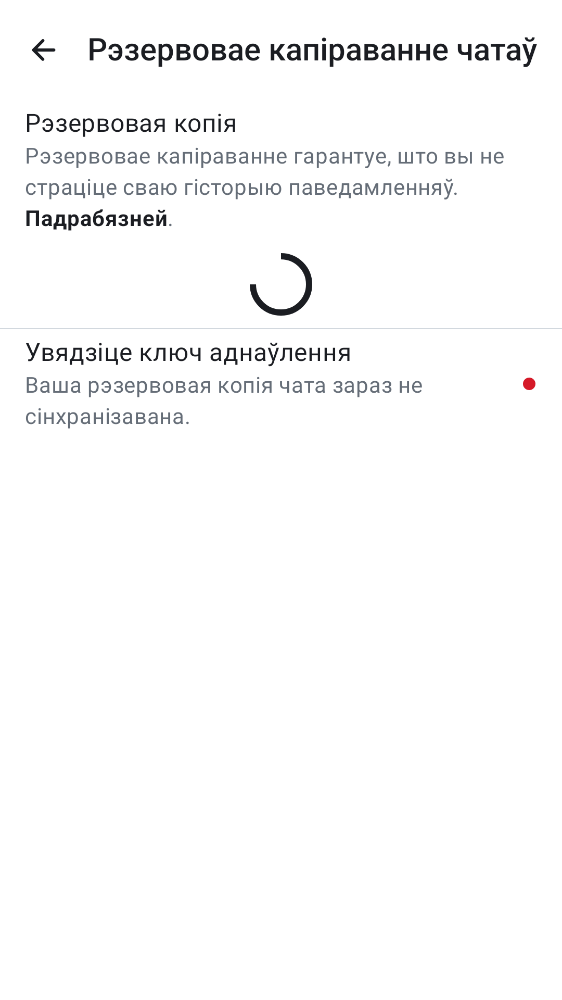 Рэзервовае капіраванне чатаў
Рэзервовая копія
Рэзервовае капіраванне гарантуе, што вы не
страціце сваю гісторыю паведамленняў.
Падрабязней.
Увядзіце ключ аднаўлення
Ваша рэзервовая копія чата зараз не
сінхранізавана.